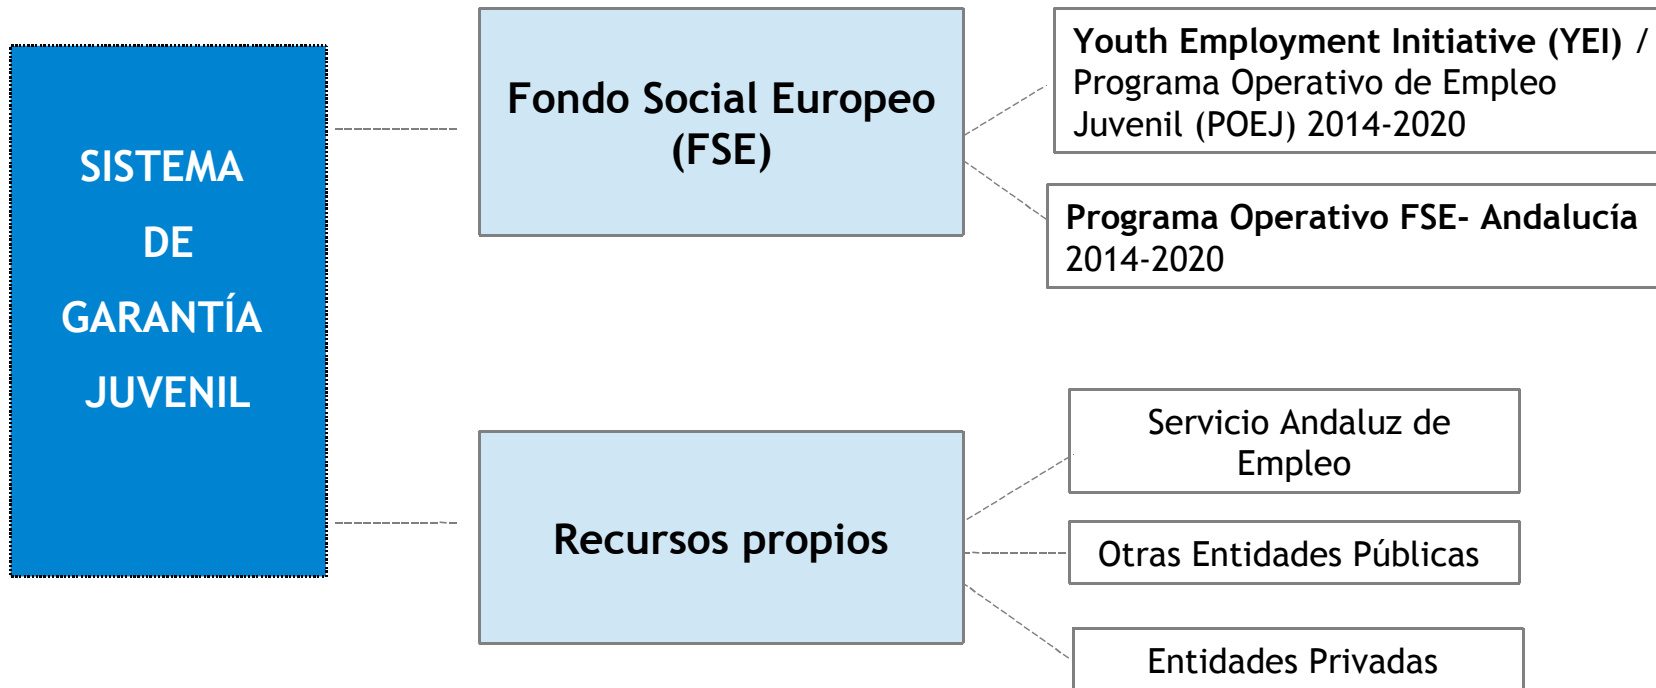 SISTEMA
DE
GARANTÍA
JUVENIL
Fondo Social Europeo
(FSE)
Youth Employment Initiative (YEI) /
Programa Operativo de Empleo
Juvenil (POEJ) 2014-2020
Programa Operativo FSE- Andalucía
2014-2020
Recursos propios
Servicio Andaluz de
Empleo
Otras Entidades Públicas
Entidades Privadas